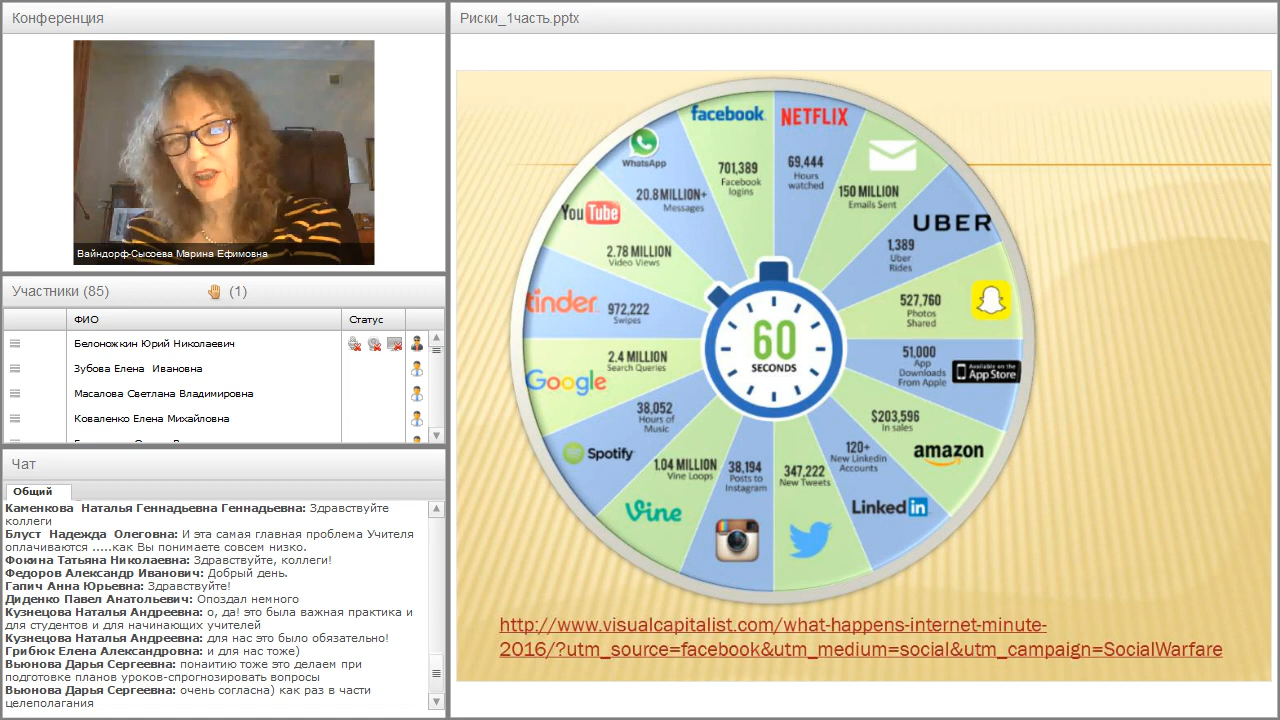 Конференция
Вайндорф-Сысоева Марина Ефимовна
Участники (85)
(1)
ФИО
Статус
Белоножкин Юрий Николаевич
Зубова Елена Ивановна
Масалова Светлана Владимировна
Коваленко Елена Михайловна
Чат
Общий
Каменкова Наталья Геннадьевна Геннадьевна: Здравствуйте
коллеги
Блуст Надежда Олеговна: И эта самая главная проблема Учителя
оплачиваются .....как Вы понимаете совсем низко.
Фокина Татьяна Николаевна: Здравствуйте, коллеги!
Федоров Александр Иванович: Добрый день.
Гапич Анна Юрьевна: Здравствуйте!
Диденко Павел Анатольевич: Опоздал немного
Кузнецова Наталья Андреевна: о, да! это была важная практика и
для студентов и для начинающих учителей
Кузнецова Наталья Андреевна: для нас это было обязательно!
Грибюк Елена Александровна: и для нас тоже)
Вьюнова Дарья Сергеевна: понаитию тоже это делаем при
подготовке планов уроков-спрогнозировать вопросы
Вьюнова Дарья Сергеевна: очень согласна) как раз в части
целеполагания
Риски_1часть.pptx
facebook
701,389
Facebook
logins
NETFLIX
69,444
Hours
watched
150 MILLION
Emails Sent
UBER
1,389
Uber
Rides
527,760
Photos
Shared
51,000
App
Downloads
From Apple
Available on the
App Store
$203,596
In sales
amazon
120+
New Linkedin
Accounts
Linked in
347,222
New Tweets
38,194
Posts to
Instagram
1.04 MILLION
Vine Loops
Vine
38,052
Hours of
Music
Spotify
2.4 MILLION
Search Queries
Google
972,222
Swipes
tinder
2.78 MILLION
Video Views
YouTube
20.8 MILLION+
Messages
WhatsApp
60
SECONDS
http://www.visualcapitalist.com/what-happens-internet-minute-
2016/?utm_source=facebook&utm_medium=social&utm_campaign=SocialWarfare